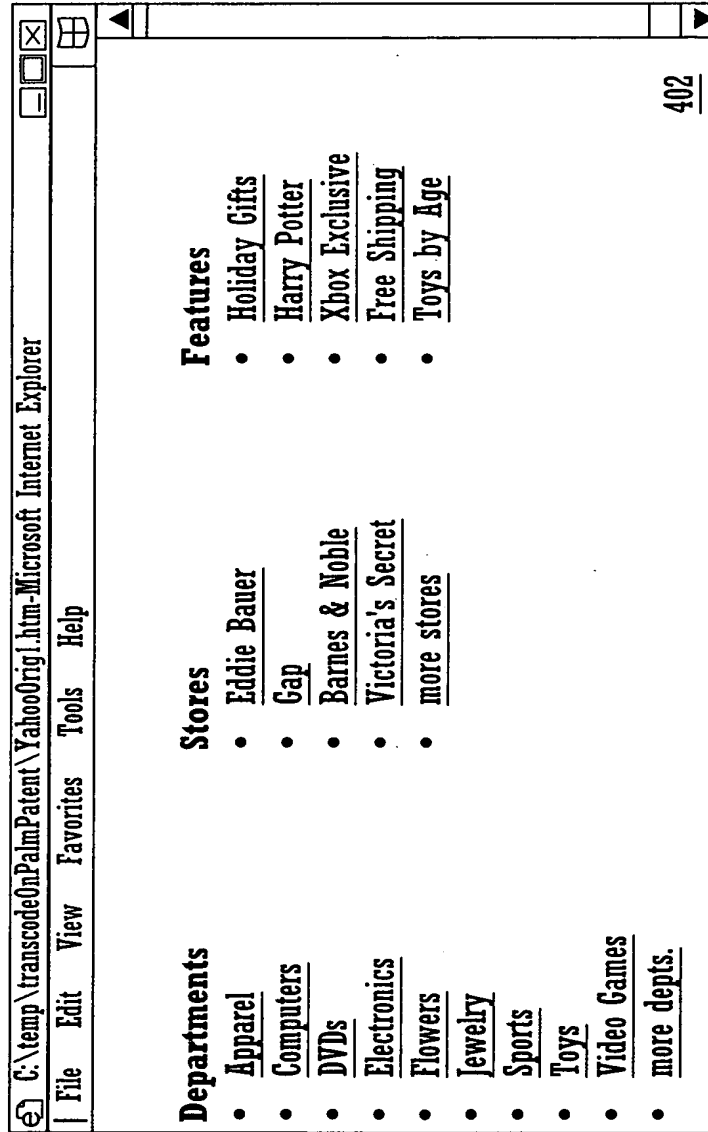 C:\temp\transcodeOnPalmPatent\YahooOrig1.htm-Microsoft Internet Explorer
File Edit View Favorites Tools Help
Departments
• Apparel
• Computers
• DVDs
• Electronics
• Flowers
• Jewelry
• Sports
• Toys
• Video Games
• more depts.
Stores
• Eddie Bauer
• Gap
• Barnes & Noble
• Victoria's Secret
• more stores
Features
• Holiday Gifts
• Harry Potter
• Xbox Exclusive
• Free Shipping
• Toys by Age
402